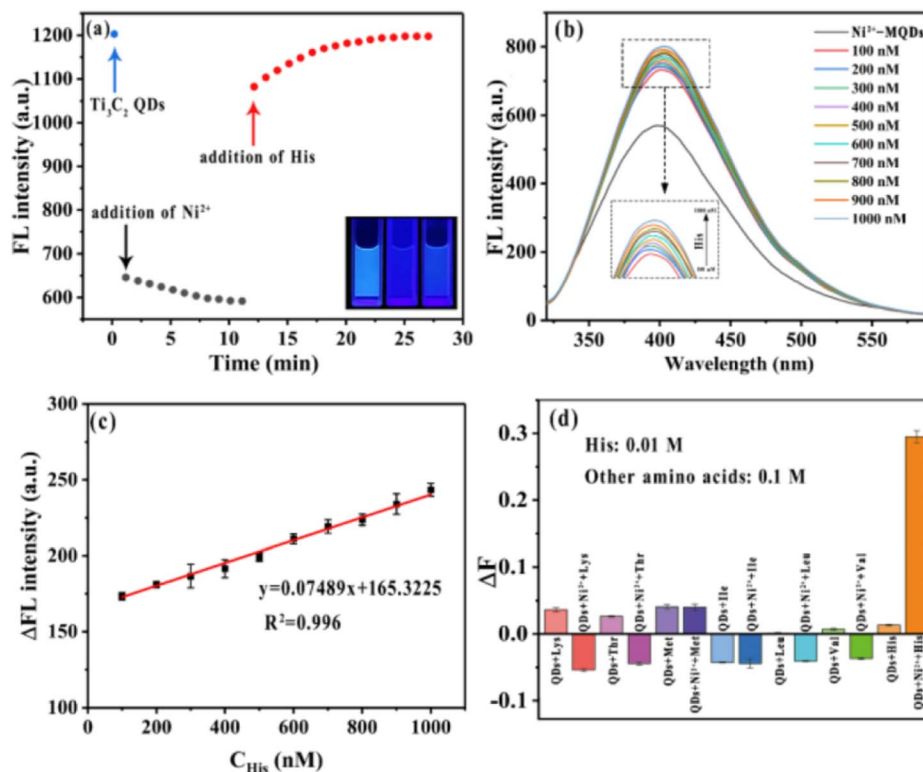 (a)
1200
1100
1000
900
800
700
600
FL intensity (a.u.)
Ti₃C₂ QDs
addition of His
addition of Ni²⁺
0 5 10 15 20 25 30
Time (min)
(b)
800
600
400
200
0
FL intensity (a.u.)
Ni²⁺-MQDs
100 nM
200 nM
300 nM
400 nM
500 nM
600 nM
700 nM
800 nM
900 nM
1000 nM
1000 nM
His
350 400 450 500 550
Wavelength (nm)
(c)
300
250
200
150
100
ΔFL intensity (a.u.)
y=0.07489x+165.3225
R²=0.996
0 200 400 600 800 1000
C_His (nM)
(d)
0.3
0.2
0.1
0.0
-0.1
ΔF
His: 0.01 M
Other amino acids: 0.1 M
QDs+Lys
QDs+Ni²⁺+Lys
QDs+Thr
QDs+Ni²⁺+Thr
QDs+Met
QDs+Ni²⁺+Met
QDs+Ile
QDs+Ni²⁺+Ile
QDs+Leu
QDs+Ni²⁺+Leu
QDs+Val
QDs+Ni²⁺+Val
QDs+His
QDs+Ni²⁺+His